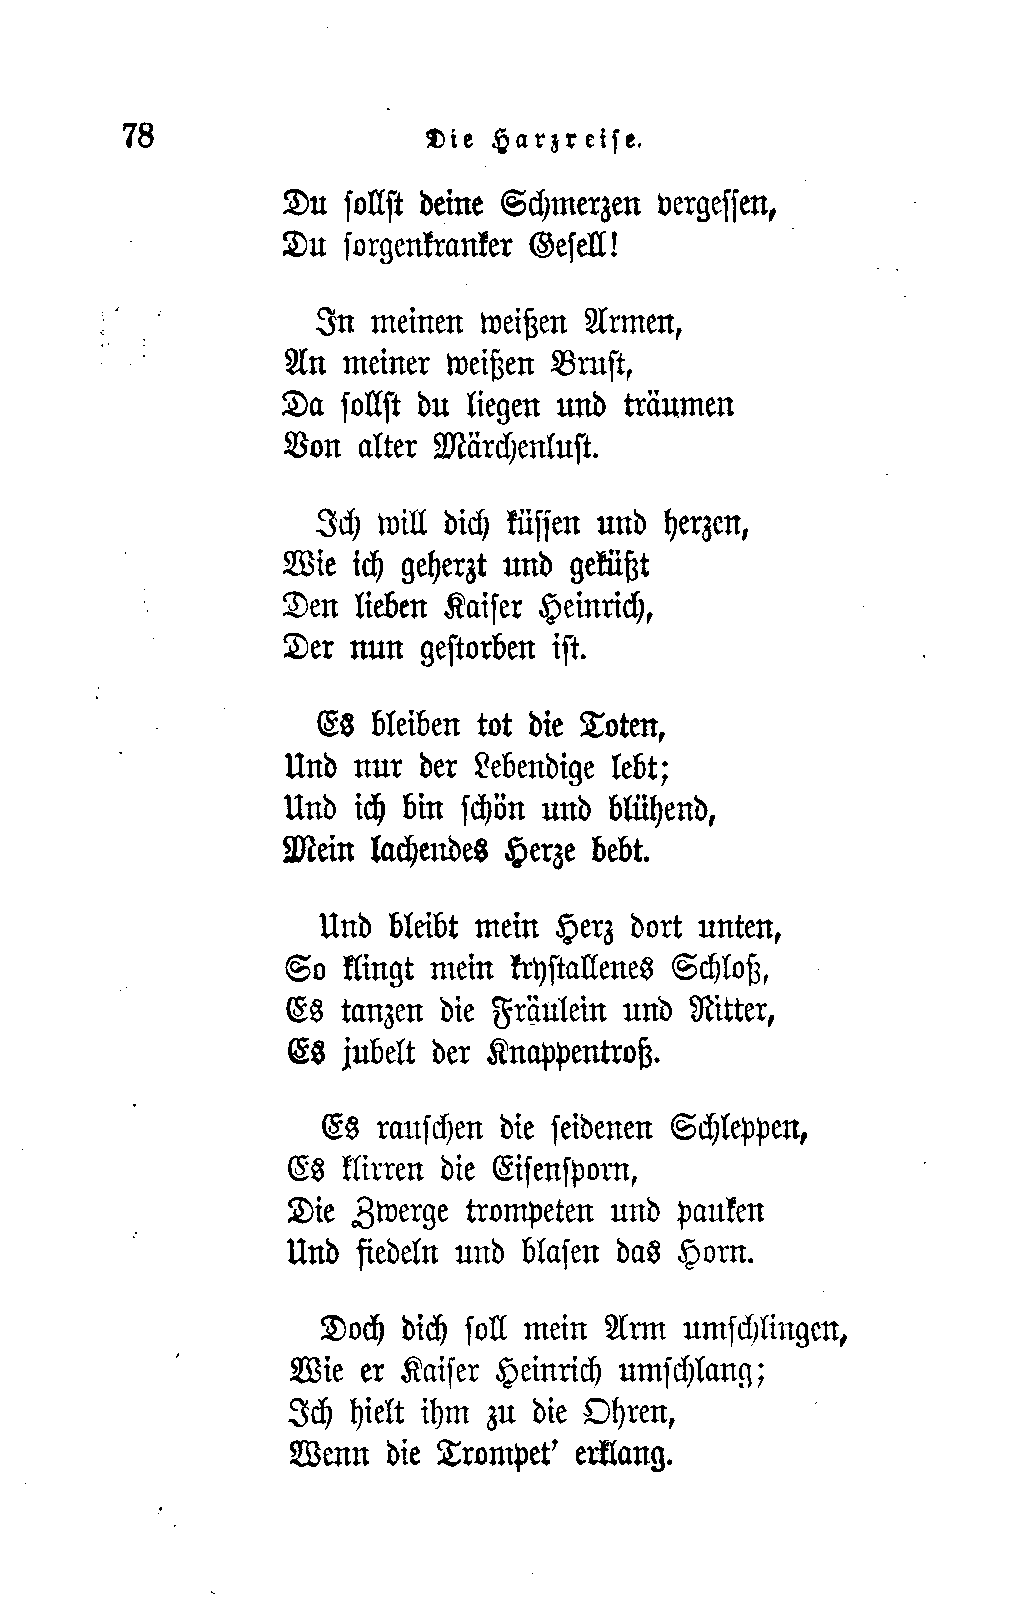 78 Die Harzreise.
Du sollst deine Schmerzen vergessen,
Du sorgenkranker Gesell!
In meinen weißen Armen,
An meiner weißen Brust,
Da sollst du liegen und träumen
Von alter Märchenlust.
Ich will dich küssen und herzen,
Wie ich geherzt und geküßt
Den lieben Kaiser Heinrich,
Der nun gestorben ist.
Es bleiben tot die Toten,
Und nur der Lebendige lebt;
Und ich bin schön und blühend,
Mein lachendes Herze bebt.
Und bleibt mein Herz dort unten,
So klingt mein krystallenes Schloß,
Es tanzen die Fräulein und Ritter,
Es jubelt der Knappentroß.
Es rauschen die seidenen Schleppen,
Es klirren die Eisensporn,
Die Zwerge trompeten und pauken
Und fiedeln und blasen das Horn.
Doch dich soll mein Arm umschlingen,
Wie er Kaiser Heinrich umschlang;
Ich hielt ihm zu die Ohren,
Wenn die Trompet' erklang.